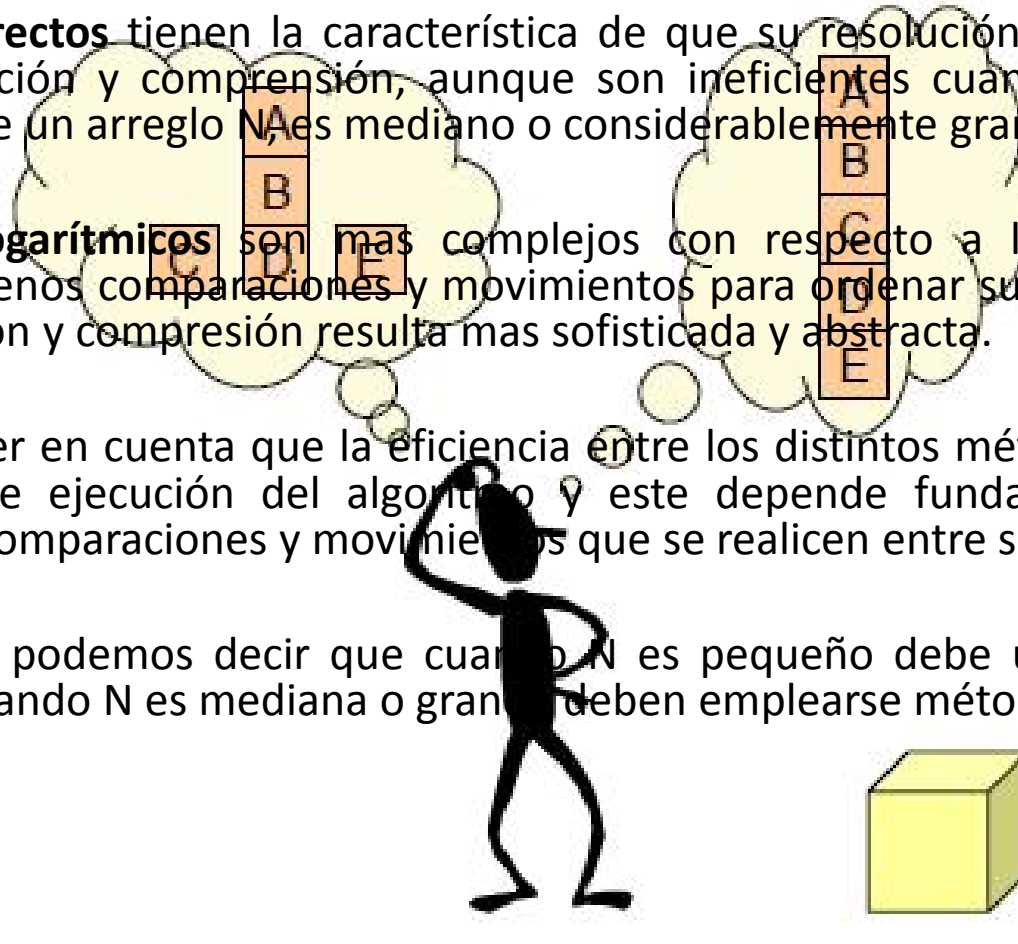 rectos tienen la característica de que su resolución
ción y comprensión, aunque son ineficientes cuan
e un arreglo N, es mediano o considerablemente gran
ogarítmicos son mas complejos con respecto a l
enos comparaciones y movimientos para ordenar su
ón y compresión resulta mas sofisticada y abstracta.
er en cuenta que la eficiencia entre los distintos mé
e ejecución del algoritmo y este depende funda
omparaciones y movimientos que se realicen entre s
podemos decir que cuando N es pequeño debe u
ando N es mediana o grande deben emplearse méto
A
B
C D E
A
B
C
D
E